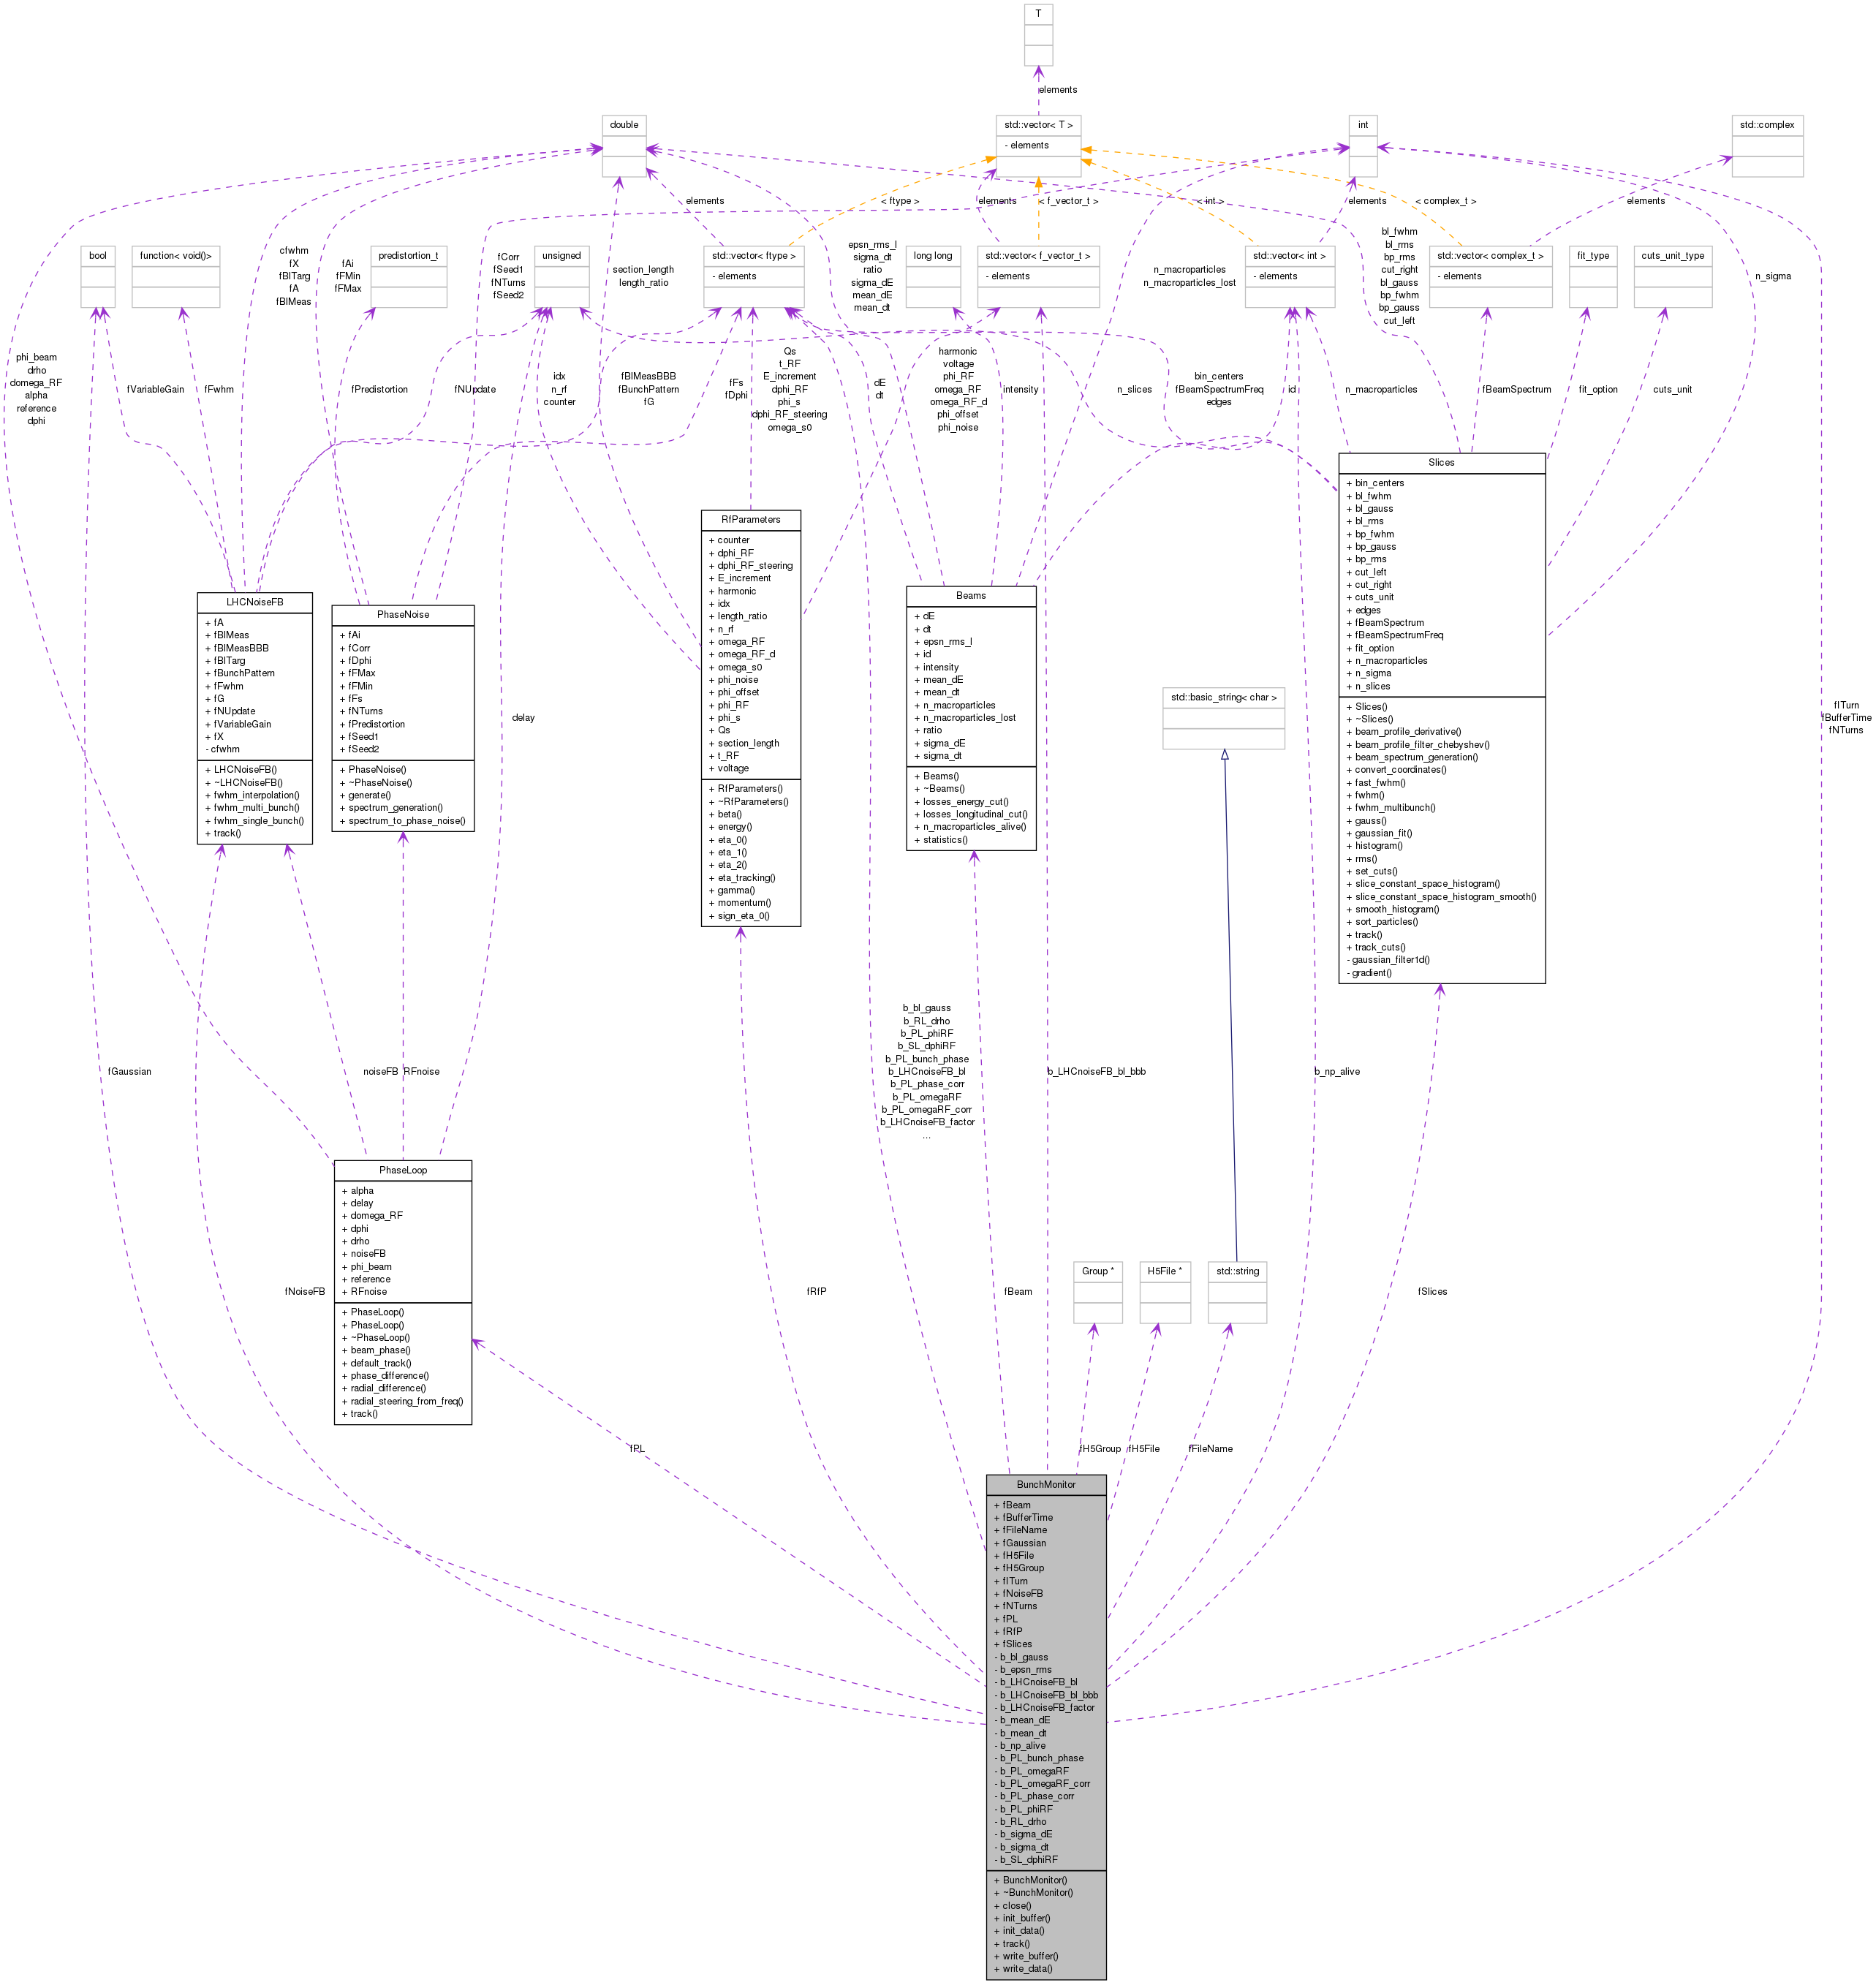 T
elements
double
std::vector< T >
- elements
int
std::complex
< ftype >
elements
elements
< f_vector_t >
< int >
elements
< complex_t >
elements
bool
function< void()>
cfwhm
fX
fBlTarg
fA
fBlMeas
fAi
fFMin
fFMax
predistortion_t
fCorr
fSeed1
fNTurns
fSeed2
unsigned
section_length
length_ratio
std::vector< ftype >
- elements
epsn_rms_l
sigma_dt
ratio
sigma_dE
mean_dE
mean_dt
long long
std::vector< f_vector_t >
- elements
n_macroparticles
n_macroparticles_lost
std::vector< int >
- elements
bl_fwhm
bl_rms
bp_rms
cut_right
bl_gauss
bp_fwhm
bp_gauss
cut_left
std::vector< complex_t >
- elements
fit_type
cuts_unit_type
n_sigma
phi_beam
drho
domega_RF
alpha
reference
dphi
fVariableGain
fFwhm
fPredistortion
fNUpdate
idx
n_rf
counter
fBlMeasBBB
fBunchPattern
fG
fFs
fDphi
Qs
t_RF
E_increment
dphi_RF
phi_s
dphi_RF_steering
omega_s0
dE
dt
harmonic
voltage
phi_RF
omega_RF
omega_RF_d
phi_offset
phi_noise
intensity
n_slices
bin_centers
fBeamSpectrumFreq
edges
id
n_macroparticles
fBeamSpectrum
fit_option
cuts_unit
Slices
+ bin_centers
+ bl_fwhm
+ bl_gauss
+ bl_rms
+ bp_fwhm
+ bp_gauss
+ bp_rms
+ cut_left
+ cut_right
+ cuts_unit
+ edges
+ fBeamSpectrum
+ fBeamSpectrumFreq
+ fit_option
+ n_macroparticles
+ n_sigma
+ n_slices
+ Slices()
+ ~Slices()
+ beam_profile_derivative()
+ beam_profile_filter_chebyshev()
+ beam_spectrum_generation()
+ convert_coordinates()
+ fast_fwhm()
+ fwhm()
+ fwhm_multibunch()
+ gauss()
+ gaussian_fit()
+ histogram()
+ rms()
+ set_cuts()
+ slice_constant_space_histogram()
+ slice_constant_space_histogram_smooth()
+ smooth_histogram()
+ sort_particles()
+ track()
+ track_cuts()
- gaussian_filter1d()
- gradient()
RfParameters
+ counter
+ dphi_RF
+ dphi_RF_steering
+ E_increment
+ harmonic
+ idx
+ length_ratio
+ n_rf
+ omega_RF
+ omega_RF_d
+ omega_s0
+ phi_noise
+ phi_offset
+ phi_RF
+ phi_s
+ Qs
+ section_length
+ t_RF
+ voltage
+ RfParameters()
+ ~RfParameters()
+ beta()
+ energy()
+ eta_0()
+ eta_1()
+ eta_2()
+ eta_tracking()
+ gamma()
+ momentum()
+ sign_eta_0()
Beams
+ dE
+ dt
+ epsn_rms_l
+ id
+ intensity
+ mean_dE
+ mean_dt
+ n_macroparticles
+ n_macroparticles_lost
+ ratio
+ sigma_dE
+ sigma_dt
+ Beams()
+ ~Beams()
+ losses_energy_cut()
+ losses_longitudinal_cut()
+ n_macroparticles_alive()
+ statistics()
LHCNoiseFB
+ fA
+ fBlMeas
+ fBlMeasBBB
+ fBlTarg
+ fBunchPattern
+ fFwhm
+ fG
+ fNUpdate
+ fVariableGain
+ fX
- cfwhm
+ LHCNoiseFB()
+ ~LHCNoiseFB()
+ fwhm_interpolation()
+ fwhm_multi_bunch()
+ fwhm_single_bunch()
+ track()
PhaseNoise
+ fAi
+ fCorr
+ fDphi
+ fFMax
+ fFMin
+ fFs
+ fNTurns
+ fPredistortion
+ fSeed1
+ fSeed2
+ PhaseNoise()
+ ~PhaseNoise()
+ generate()
+ spectrum_generation()
+ spectrum_to_phase_noise()
delay
std::basic_string< char >
fITurn
fBufferTime
fNTurns
fGaussian
noiseFB
RFnoise
b_bl_gauss
b_RL_drho
b_PL_phiRF
b_SL_dphiRF
b_PL_bunch_phase
b_LHCnoiseFB_bl
b_PL_phase_corr
b_PL_omegaRF
b_PL_omegaRF_corr
b_LHCnoiseFB_factor
...
b_LHCnoiseFB_bl_bbb
b_np_alive
PhaseLoop
+ alpha
+ delay
+ domega_RF
+ dphi
+ drho
+ noiseFB
+ phi_beam
+ reference
+ RFnoise
+ PhaseLoop()
+ PhaseLoop()
+ ~PhaseLoop()
+ beam_phase()
+ default_track()
+ phase_difference()
+ radial_difference()
+ radial_steering_from_freq()
+ track()
fNoiseFB
fRfP
fBeam
Group *
H5File *
std::string
fSlices
fPL
fH5Group
fH5File
fFileName
BunchMonitor
+ fBeam
+ fBufferTime
+ fFileName
+ fGaussian
+ fH5File
+ fH5Group
+ fITurn
+ fNoiseFB
+ fNTurns
+ fPL
+ fRfP
+ fSlices
- b_bl_gauss
- b_epsn_rms
- b_LHCnoiseFB_bl
- b_LHCnoiseFB_bl_bbb
- b_LHCnoiseFB_factor
- b_mean_dE
- b_mean_dt
- b_np_alive
- b_PL_bunch_phase
- b_PL_omegaRF
- b_PL_omegaRF_corr
- b_PL_phase_corr
- b_PL_phiRF
- b_RL_drho
- b_sigma_dE
- b_sigma_dt
- b_SL_dphiRF
+ BunchMonitor()
+ ~BunchMonitor()
+ close()
+ init_buffer()
+ init_data()
+ track()
+ write_buffer()
+ write_data()